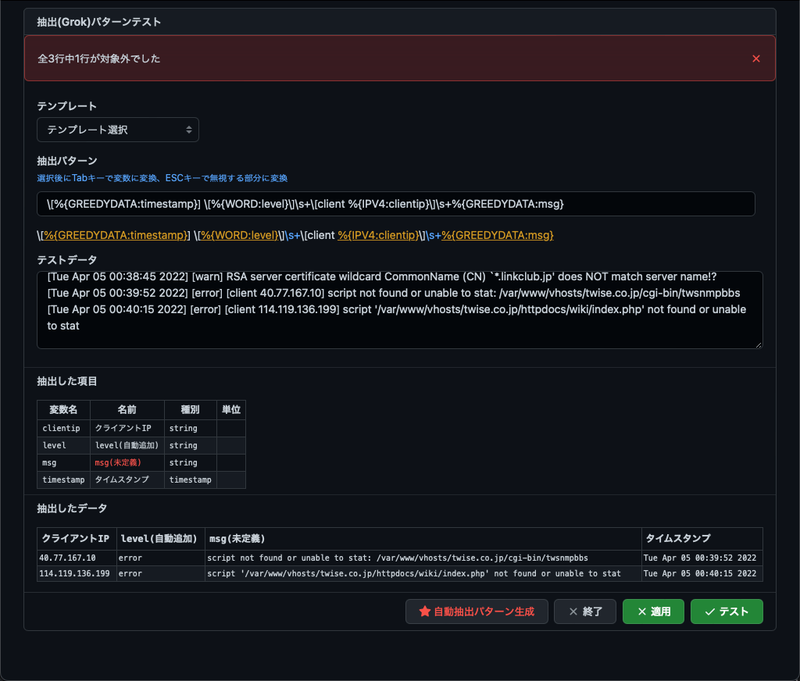 抽出(Grok)パターンテスト
全3行中1行が対象外でした
テンプレート
テンプレート選択
抽出パターン
選択後にTabキーで変数に変換、ESCキーで無視する部分に変換
\[%{GREEDYDATA:timestamp}] \[%{WORD:level}\]\s+\[client %{IPV4:clientip}\]\s+%{GREEDYDATA:msg}
\[%{GREEDYDATA:timestamp}] \[%{WORD:level}\]\s+\[client %{IPV4:clientip}\]\s+%{GREEDYDATA:msg}
テストデータ
[Tue Apr 05 00:38:45 2022] [warn] RSA server certificate wildcard CommonName (CN) `*.linkclub.jp' does NOT match server name!?
[Tue Apr 05 00:39:52 2022] [error] [client 40.77.167.10] script not found or unable to stat: /var/www/vhosts/twise.co.jp/cgi-bin/twsnmpbbs
[Tue Apr 05 00:40:15 2022] [error] [client 114.119.136.199] script '/var/www/vhosts/twise.co.jp/httpdocs/wiki/index.php' not found or unable
to stat
抽出した項目
変数名 名前 種別 単位
clientip クライアントIP string
level level(自動追加) string
msg msg(未定義) string
timestamp タイムスタンプ timestamp
抽出したデータ
クライアントIP level(自動追加) msg(未定義) タイムスタンプ
40.77.167.10 error script not found or unable to stat: /var/www/vhosts/twise.co.jp/cgi-bin/twsnmpbbs Tue Apr 05 00:39:52 2022
114.119.136.199 error script '/var/www/vhosts/twise.co.jp/httpdocs/wiki/index.php' not found or unable to stat Tue Apr 05 00:40:15 2022
自動抽出パターン生成 終了 適用 テスト